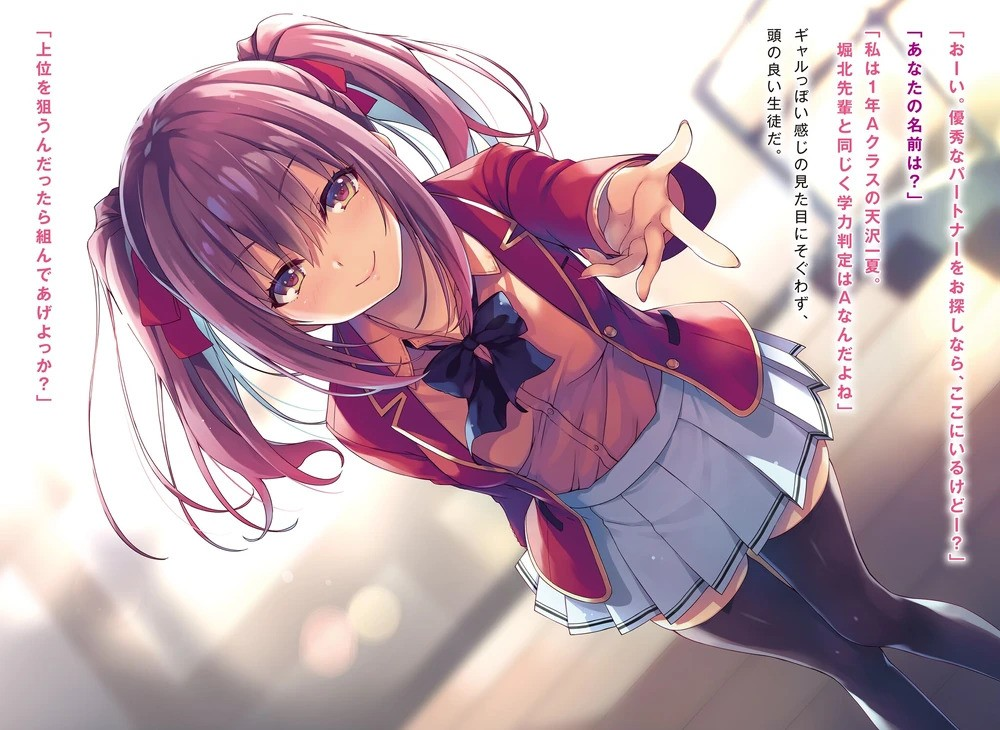 「おーい。優秀なパートナーをお探しなら、ここにいるけどー？」
「あなたの名前は？」
「私は１年Ａクラスの天沢一夏。
堀北先輩と同じく学力判定はＡなんだよね」
ギャルっぽい感じの見た目にそぐわず、
頭の良い生徒だ。
「上位を狙うんだったら組んであげよっか？」